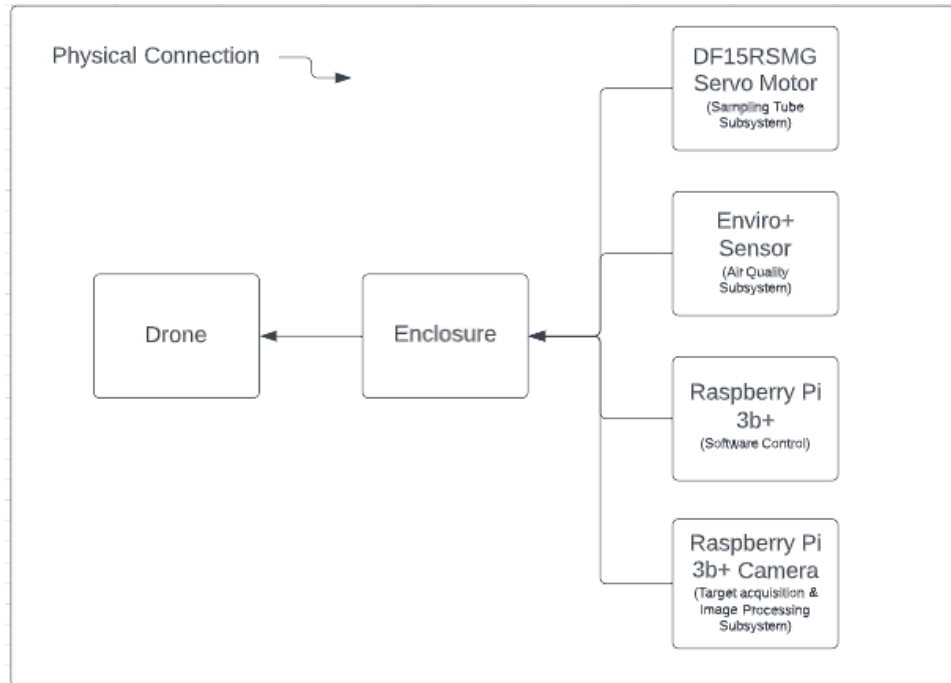 Physical Connection
DF15RSMG
Servo Motor
(Sampling Tube
Subsystem)
Enviro+
Sensor
(Air Quality
Subsystem)
Drone
Enclosure
Raspberry Pi
3b+
(Software Control)
Raspberry Pi
3b+ Camera
(Target acquisition &
Image Processing
Subsystem)